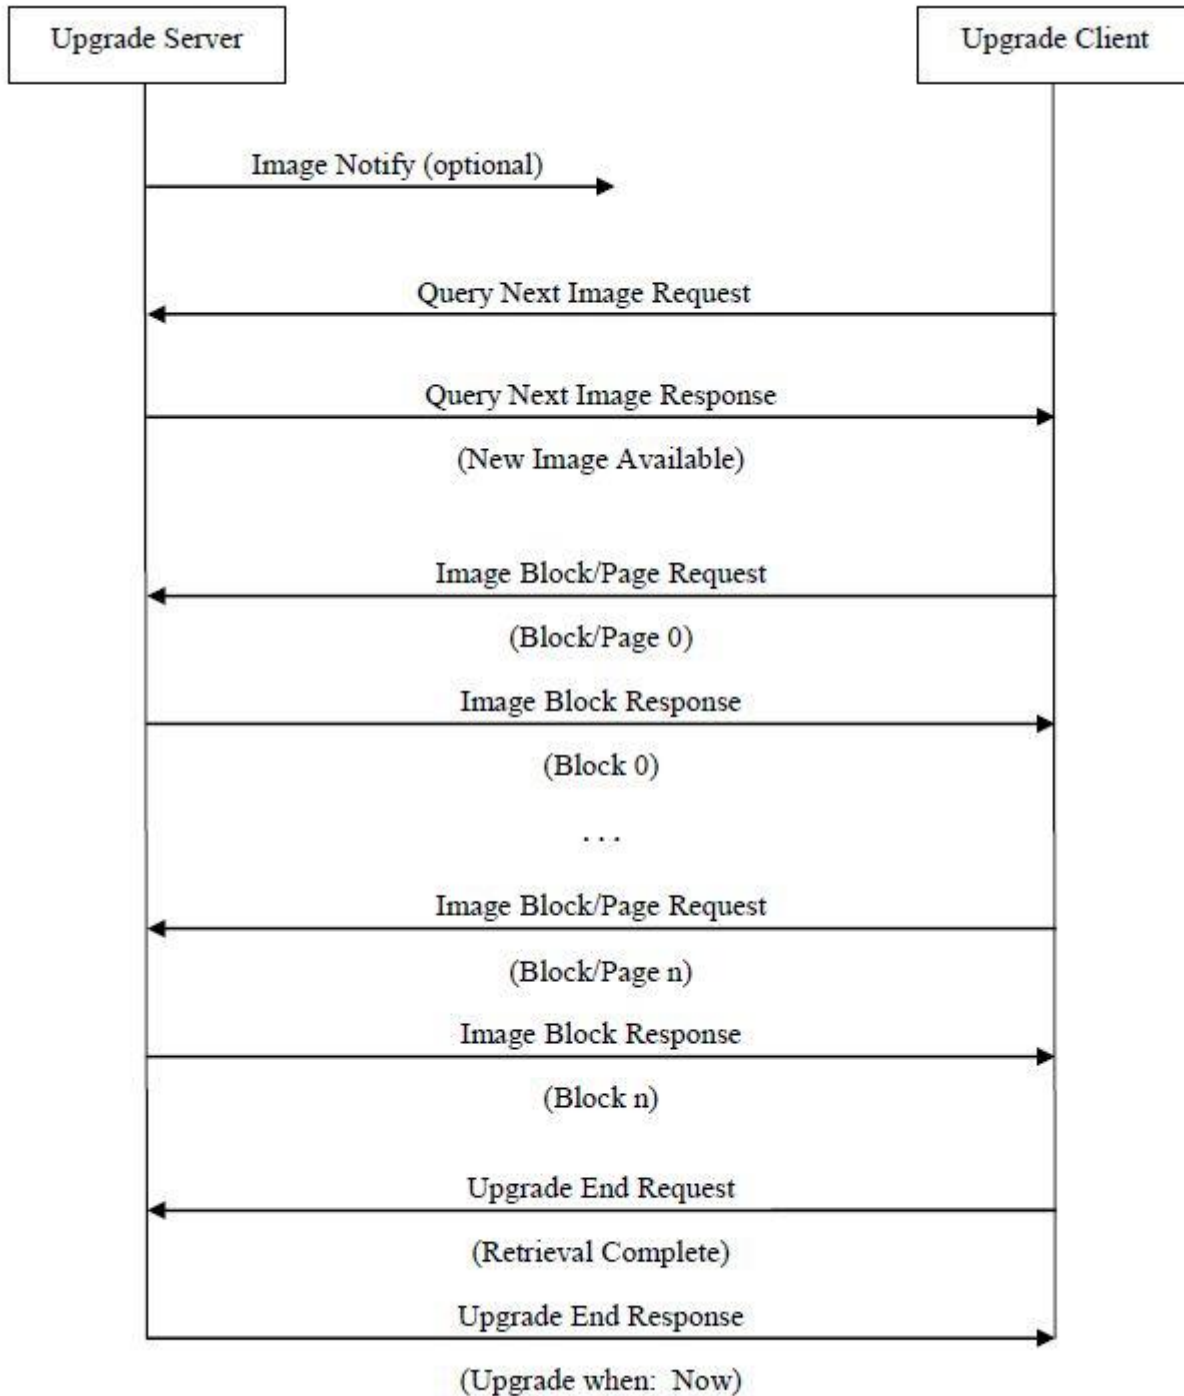 Upgrade Server
Upgrade Client
Image Notify (optional)
Query Next Image Request
Query Next Image Response
(New Image Available)
Image Block/Page Request
(Block/Page 0)
Image Block Response
(Block 0)
. . .
Image Block/Page Request
(Block/Page n)
Image Block Response
(Block n)
Upgrade End Request
(Retrieval Complete)
Upgrade End Response
(Upgrade when:  Now)